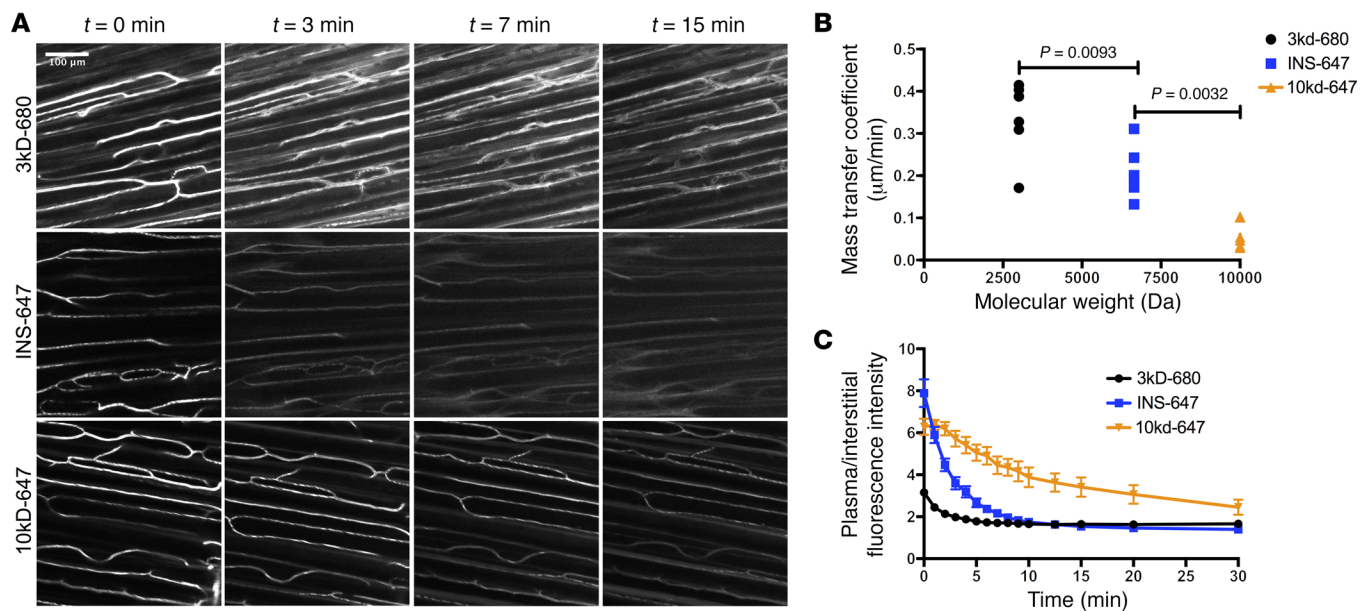 A
t = 0 min
t = 3 min
t = 7 min
t = 15 min
100 μm
3kD-680
INS-647
10kD-647
B
0.5
0.4
0.3
0.2
0.1
0.0
Mass transfer coefficient
(μm/min)
P = 0.0093
P = 0.0032
0
2500
5000
7500
10000
Molecular weight (Da)
3kd-680
INS-647
10kd-647
C
10
8
6
4
2
0
Plasma/interstitial
fluorescence intensity
3kD-680
INS-647
10kd-647
0
5
10
15
20
25
30
Time (min)